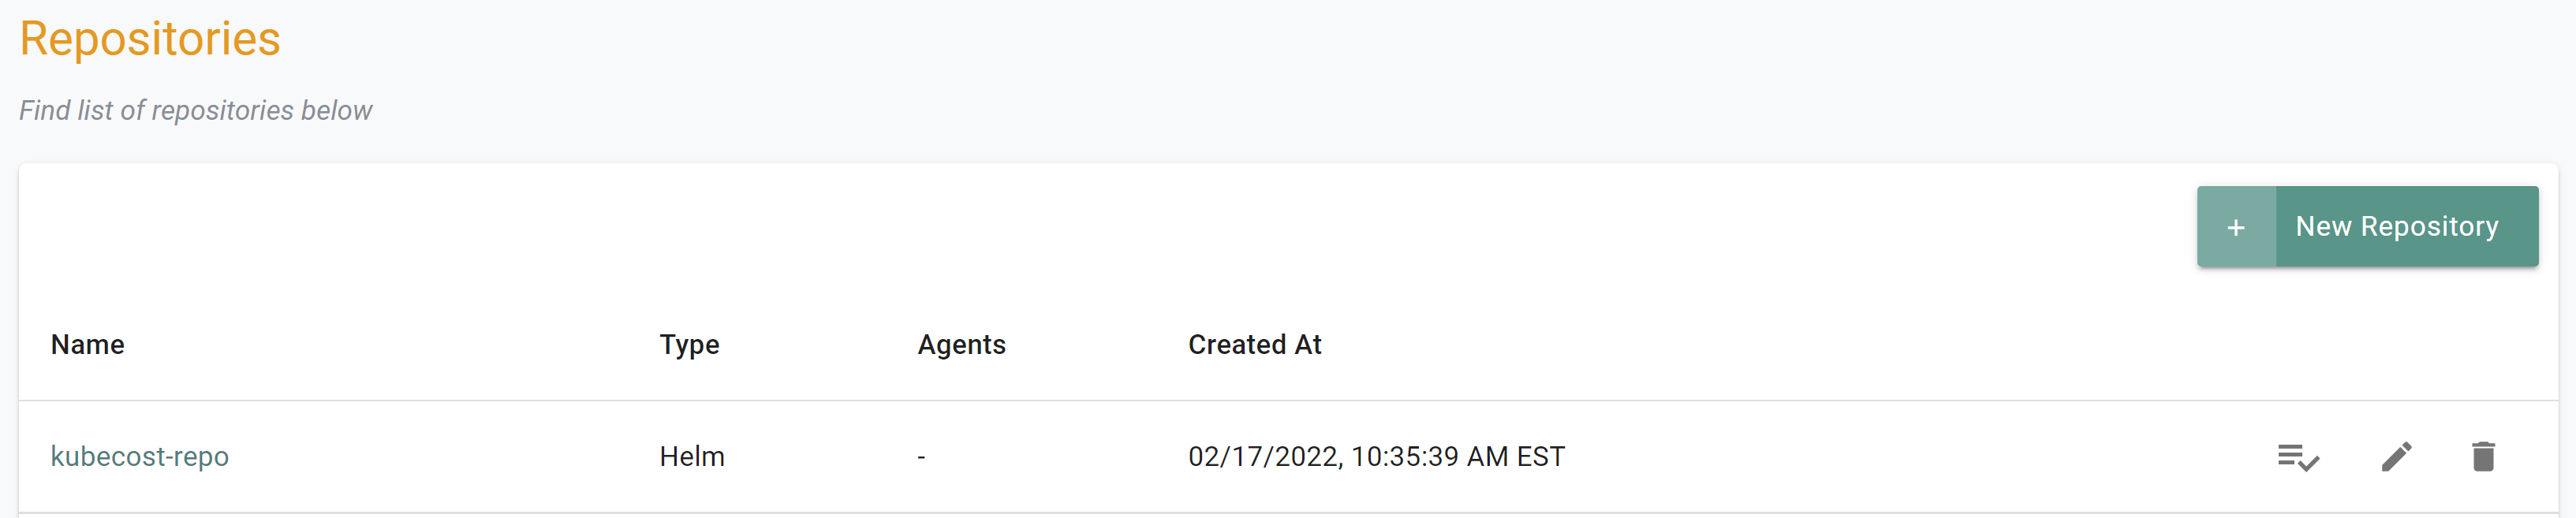 Repositories
Find list of repositories below
+ New Repository
Name Type Agents Created At
kubecost-repo Helm - 02/17/2022, 10:35:39 AM EST